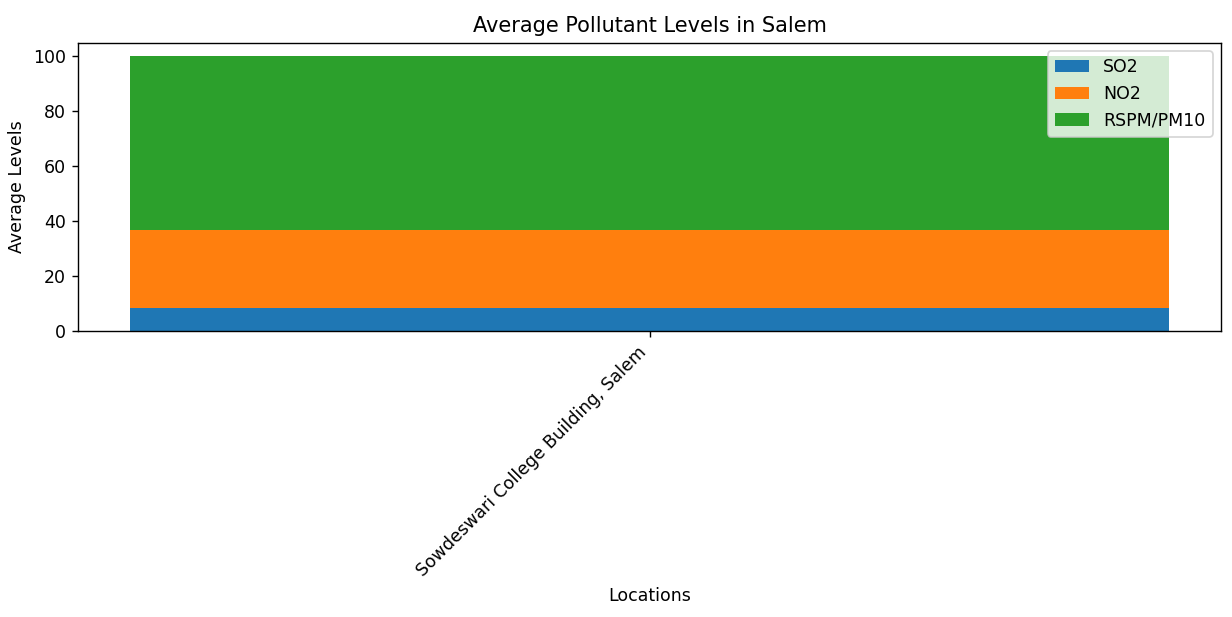 Average Pollutant Levels in Salem
Average Levels
100
80
60
40
20
0
SO2
NO2
RSPM/PM10
Sowdeswari College Building, Salem
Locations